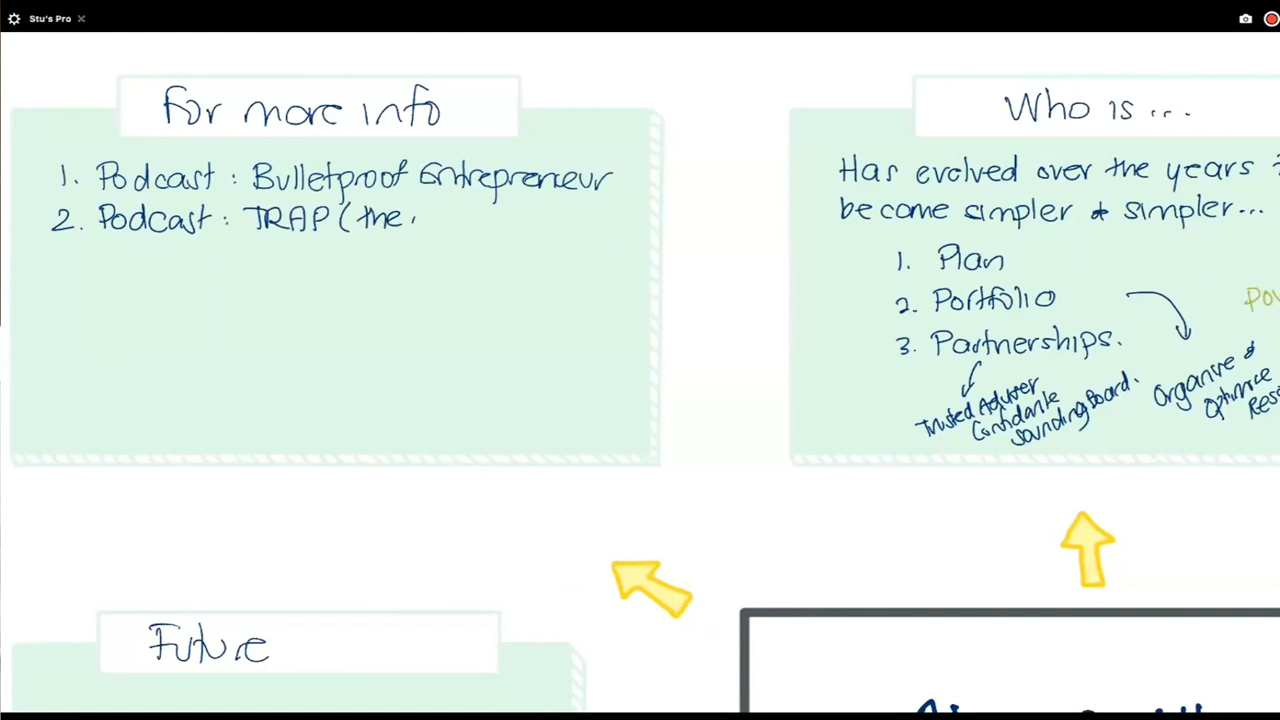 Stu's Pro
For more info
1. Podcast : Bulletproof Entrepreneur
2. Podcast : TRAP (the
Who is ...
Has evolved over the years
become simpler & simpler...
1. Plan
2. Portfolio
3. Partnerships.
Trusted Adviser
Confidante
Sounding Board.
Organise &
Optimise
Future